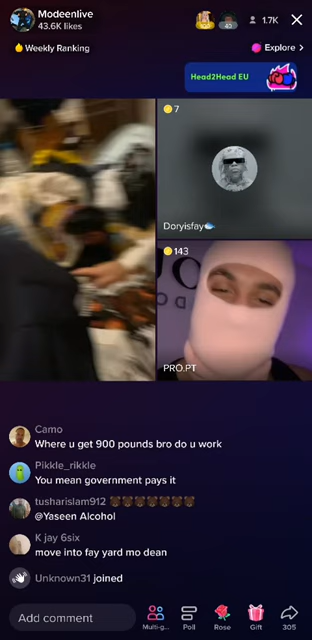 Modeenlive
43.6K likes
40
1.7K
Weekly Ranking
Explore >
Head2Head EU
7
Doryisfay
143
PRO.PT
Camo
Where u get 900 pounds bro do u work
Pikkle_rikkle
You mean government pays it
tusharislam912
@Yaseen Alcohol
K jay 6six
move into fay yard mo dean
Unknown31 joined
Add comment
Multi-g...
Poll
Rose
Gift
305